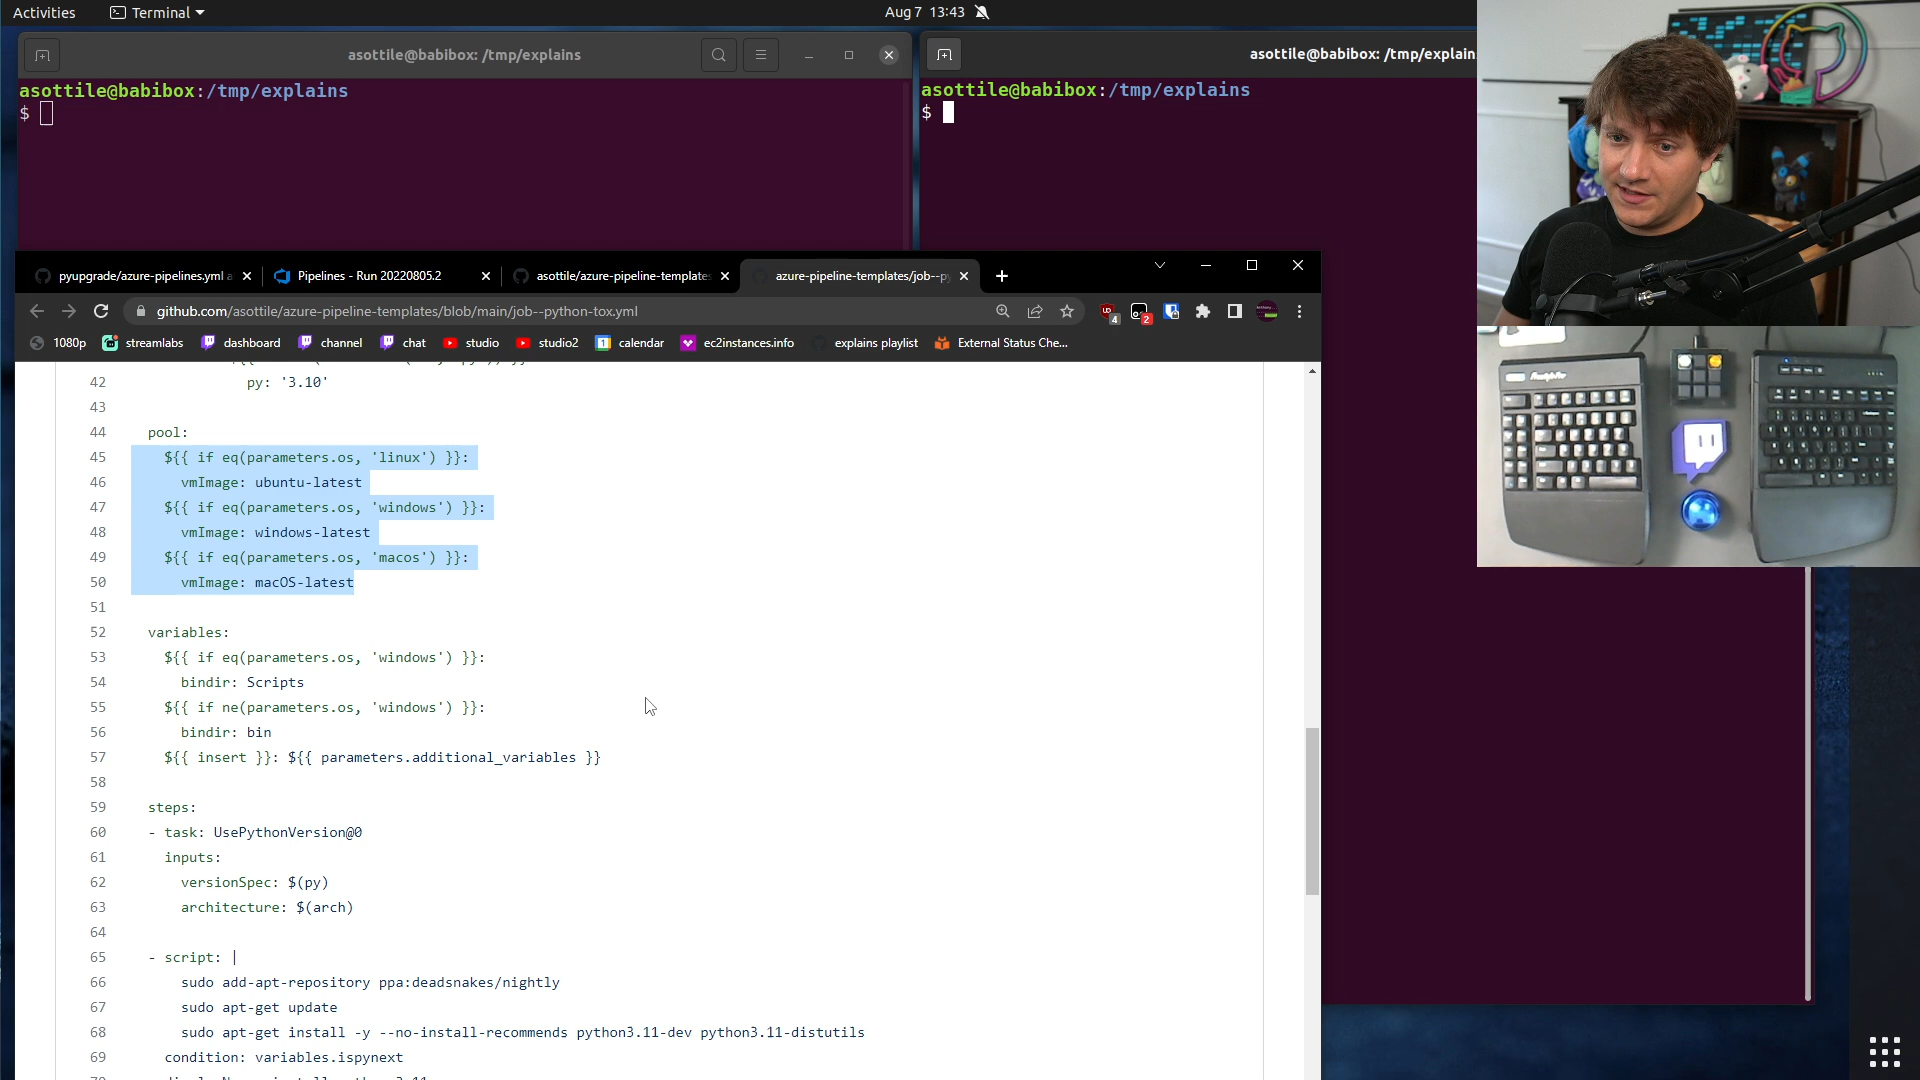 Activities
Terminal
Aug 7 13:43
asottile@babibox: /tmp/explains
asottile@babibox:/tmp/explains
$
asottile@babibox: /tmp/explain
asottile@babibox:/tmp/explains
$
pyupgrade/azure-pipelines.yml a
Pipelines - Run 20220805.2
asottile/azure-pipeline-template
azure-pipeline-templates/job--py
github.com/asottile/azure-pipeline-templates/blob/main/job--python-tox.yml
4
2
1080p
streamlabs
dashboard
channel
chat
studio
studio2
calendar
ec2instances.info
explains playlist
External Status Che...
42 py: '3.10'
43
44 pool:
45 ${{ if eq(parameters.os, 'linux') }}:
46 vmImage: ubuntu-latest
47 ${{ if eq(parameters.os, 'windows') }}:
48 vmImage: windows-latest
49 ${{ if eq(parameters.os, 'macos') }}:
50 vmImage: macOS-latest
51
52 variables:
53 ${{ if eq(parameters.os, 'windows') }}:
54 bindir: Scripts
55 ${{ if ne(parameters.os, 'windows') }}:
56 bindir: bin
57 ${{ insert }}: ${{ parameters.additional_variables }}
58
59 steps:
60 - task: UsePythonVersion@0
61 inputs:
62 versionSpec: $(py)
63 architecture: $(arch)
64
65 - script: |
66 sudo add-apt-repository ppa:deadsnakes/nightly
67 sudo apt-get update
68 sudo apt-get install -y --no-install-recommends python3.11-dev python3.11-distutils
69 condition: variables.ispynext